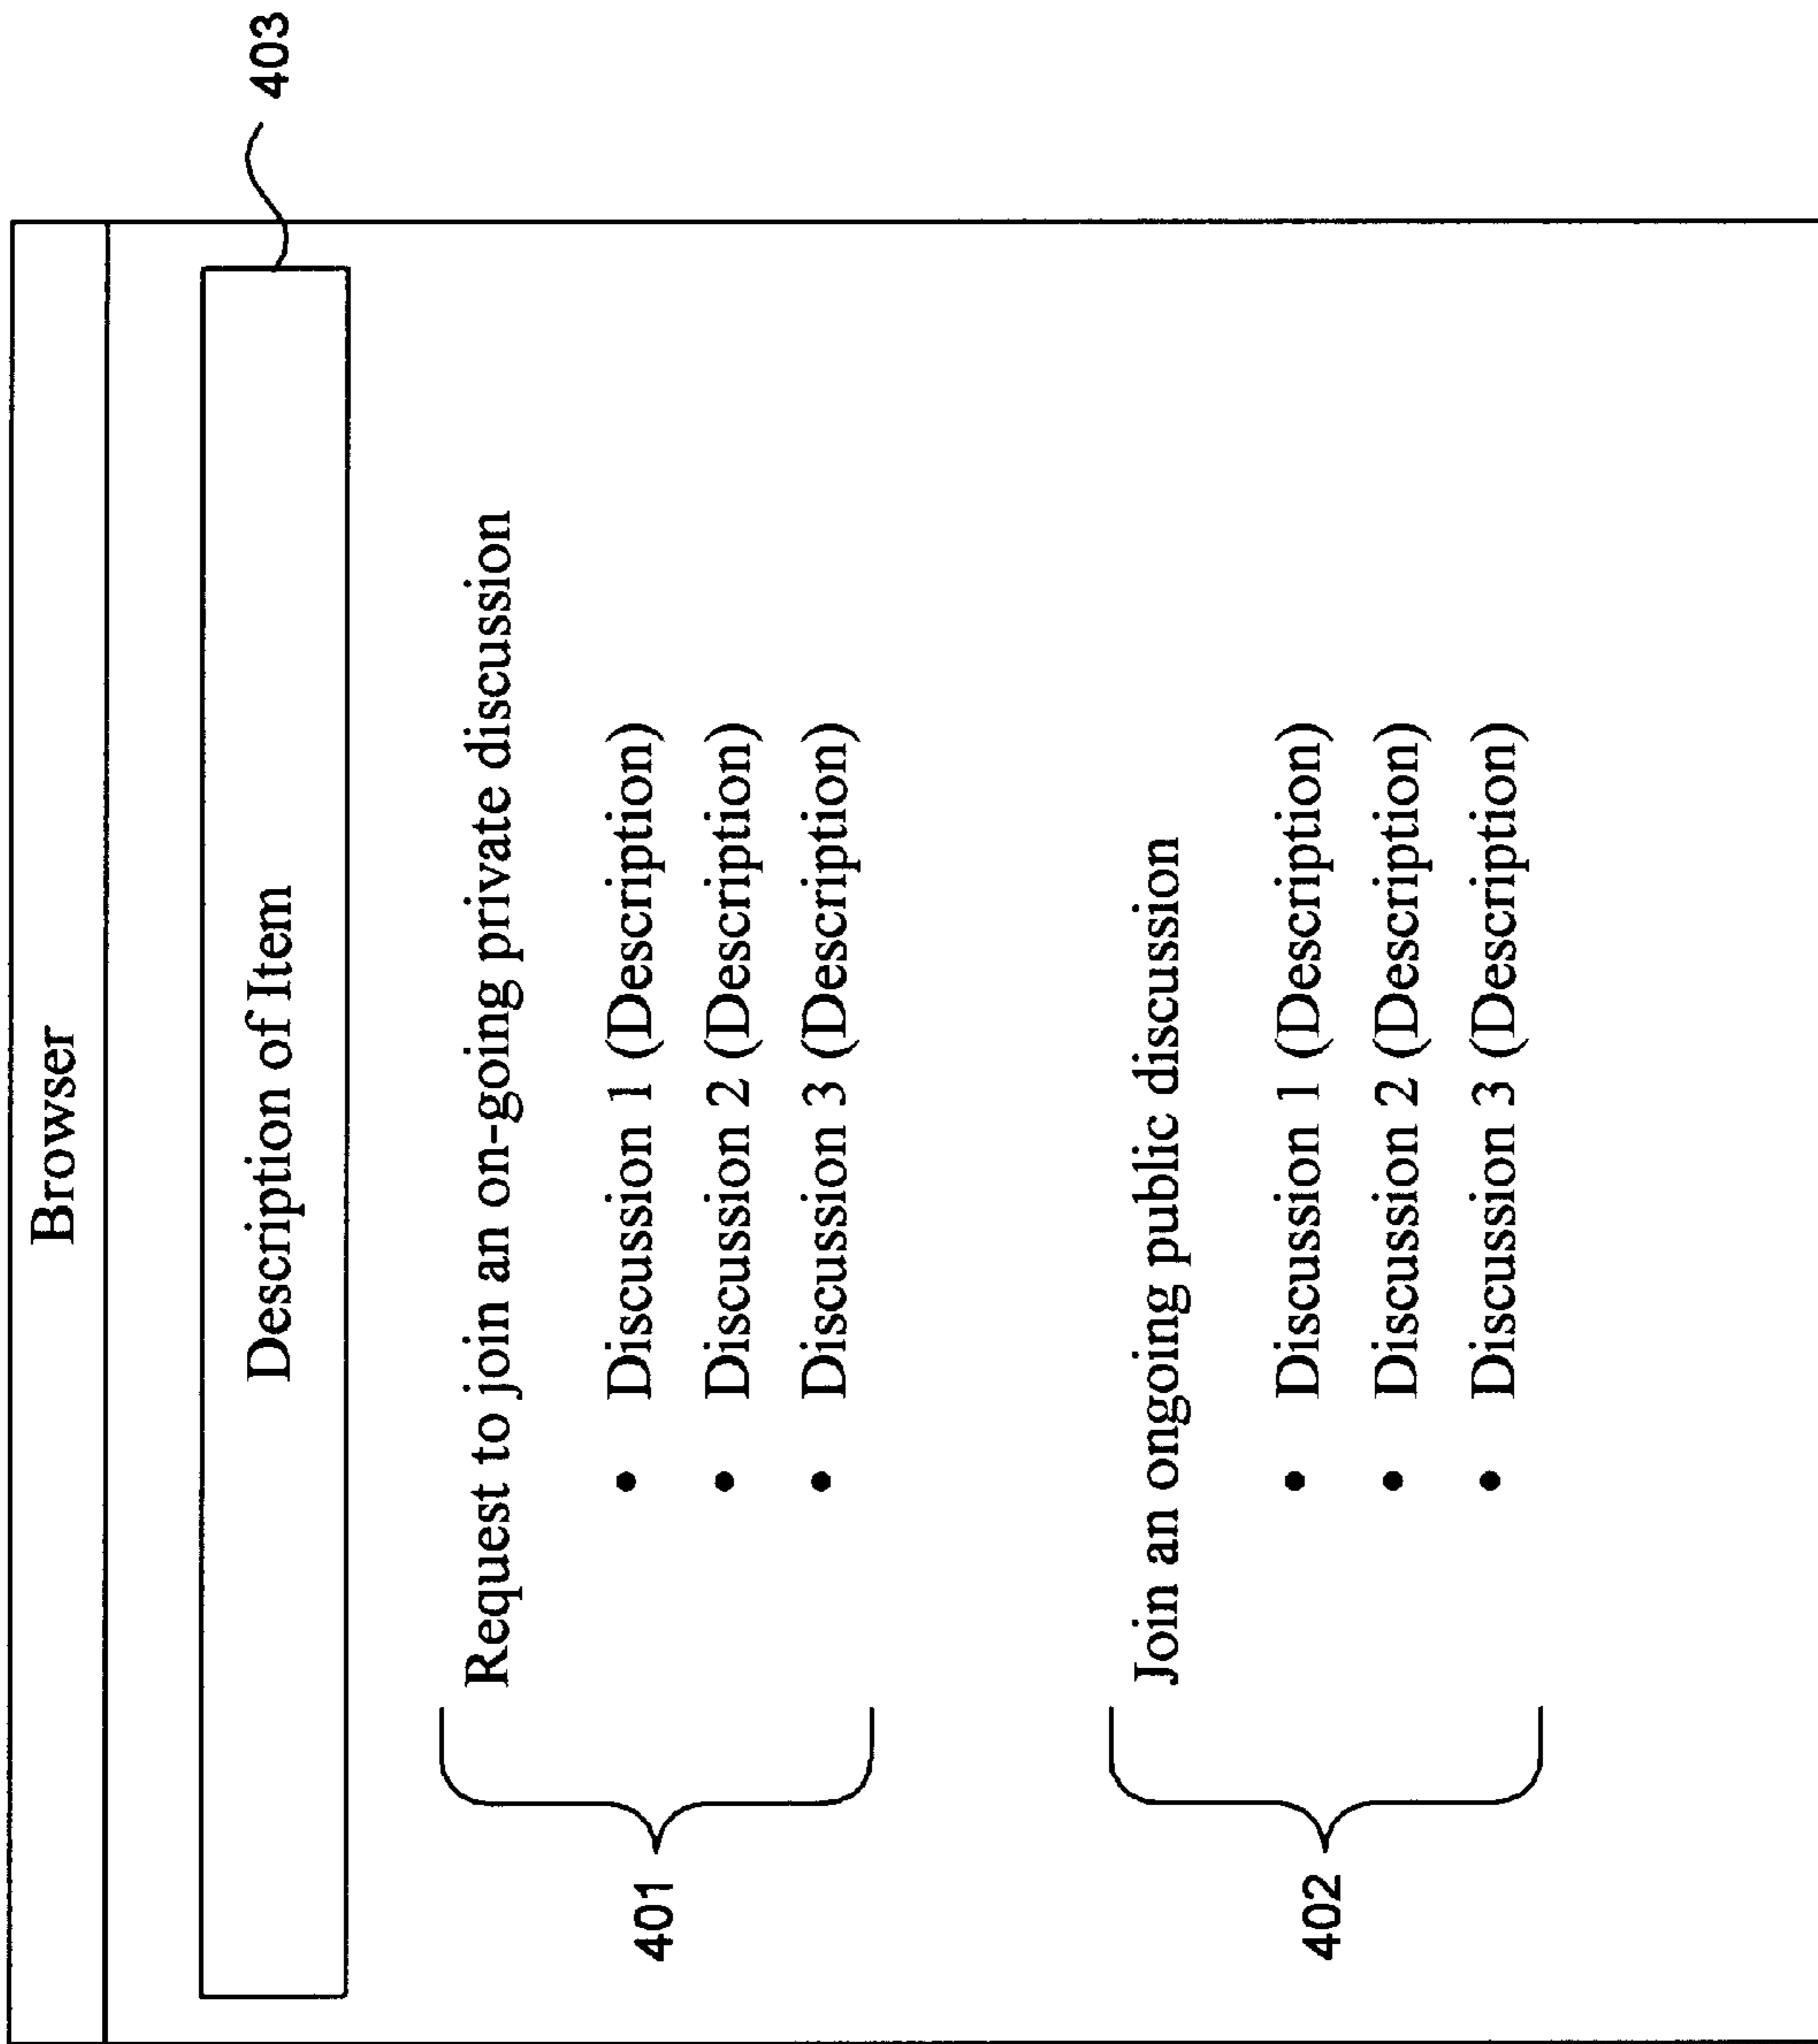 Browser
403
Description of Item
Request to join an on-going private discussion
401
• Discussion 1 (Description)
• Discussion 2 (Description)
• Discussion 3 (Description)
Join an ongoing public discussion
402
• Discussion 1 (Description)
• Discussion 2 (Description)
• Discussion 3 (Description)